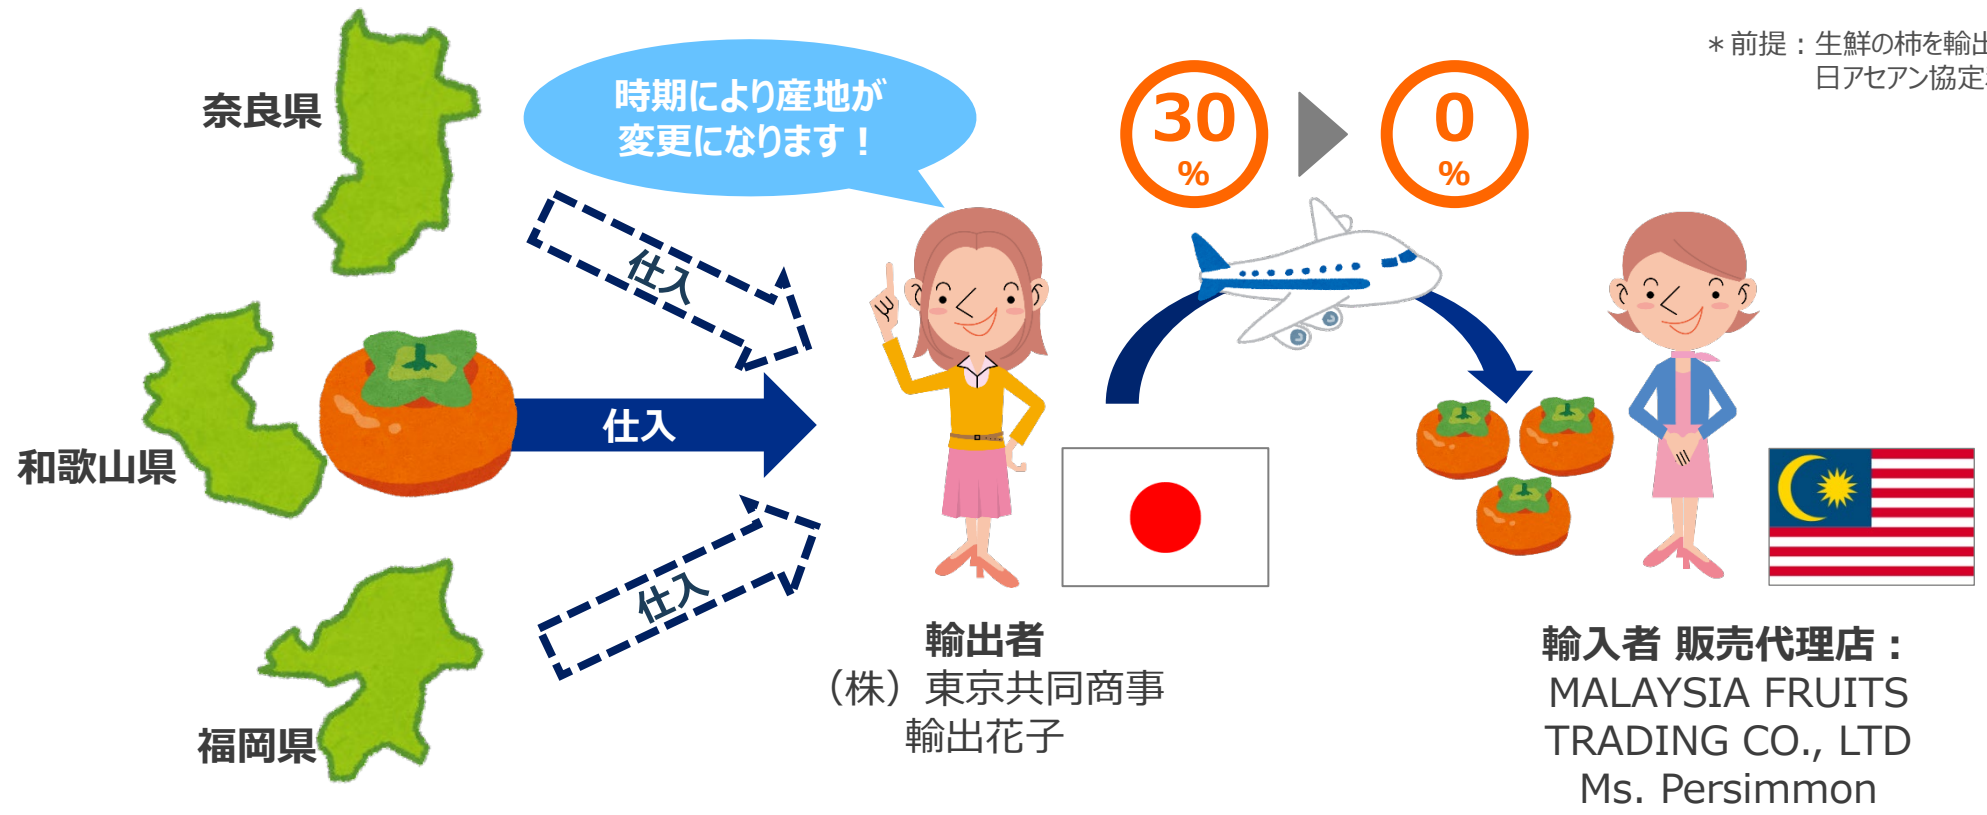 奈良県
時期により産地が
変更になります！
30
%
0
%
＊前提：生鮮の柿を輸出
日アセアン協定
仕入
和歌山県
仕入
仕入
福岡県
輸出者
（株）東京共同商事
輸出花子
輸入者 販売代理店：
MALAYSIA FRUITS
TRADING CO., LTD
Ms. Persimmon